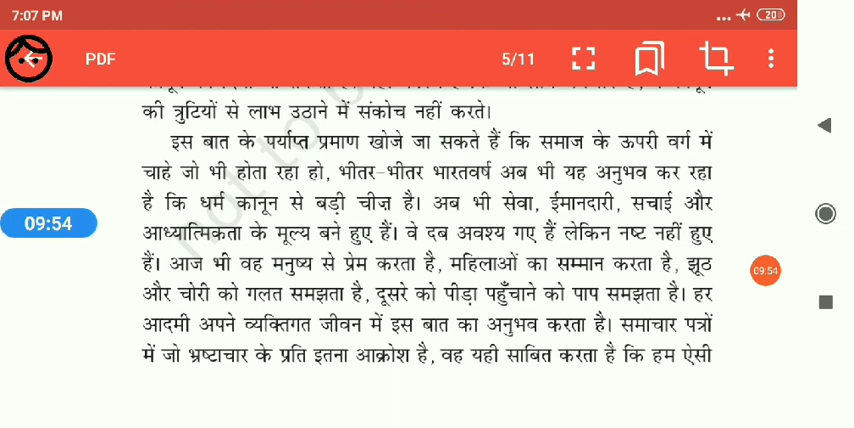 7:07 PM
20
PDF
5/11
की त्रुटियों से लाभ उठाने में संकोच नहीं करते।
इस बात के पर्याप्त प्रमाण खोजे जा सकते हैं कि समाज के ऊपरी वर्ग में
चाहे जो भी होता रहा हो, भीतर-भीतर भारतवर्ष अब भी यह अनुभव कर रहा
है कि धर्म कानून से बड़ी चीज़ है। अब भी सेवा, ईमानदारी, सचाई और
09:54
आध्यात्मिकता के मूल्य बने हुए हैं। वे दब अवश्य गए हैं लेकिन नष्ट नहीं हुए
हैं। आज भी वह मनुष्य से प्रेम करता है, महिलाओं का सम्मान करता है, झूठ
09:54
और चोरी को गलत समझता है, दूसरे को पीड़ा पहुँचाने को पाप समझता है। हर
आदमी अपने व्यक्तिगत जीवन में इस बात का अनुभव करता है। समाचार पत्रों
में जो भ्रष्टाचार के प्रति इतना आक्रोश है, वह यही साबित करता है कि हम ऐसी
not to b